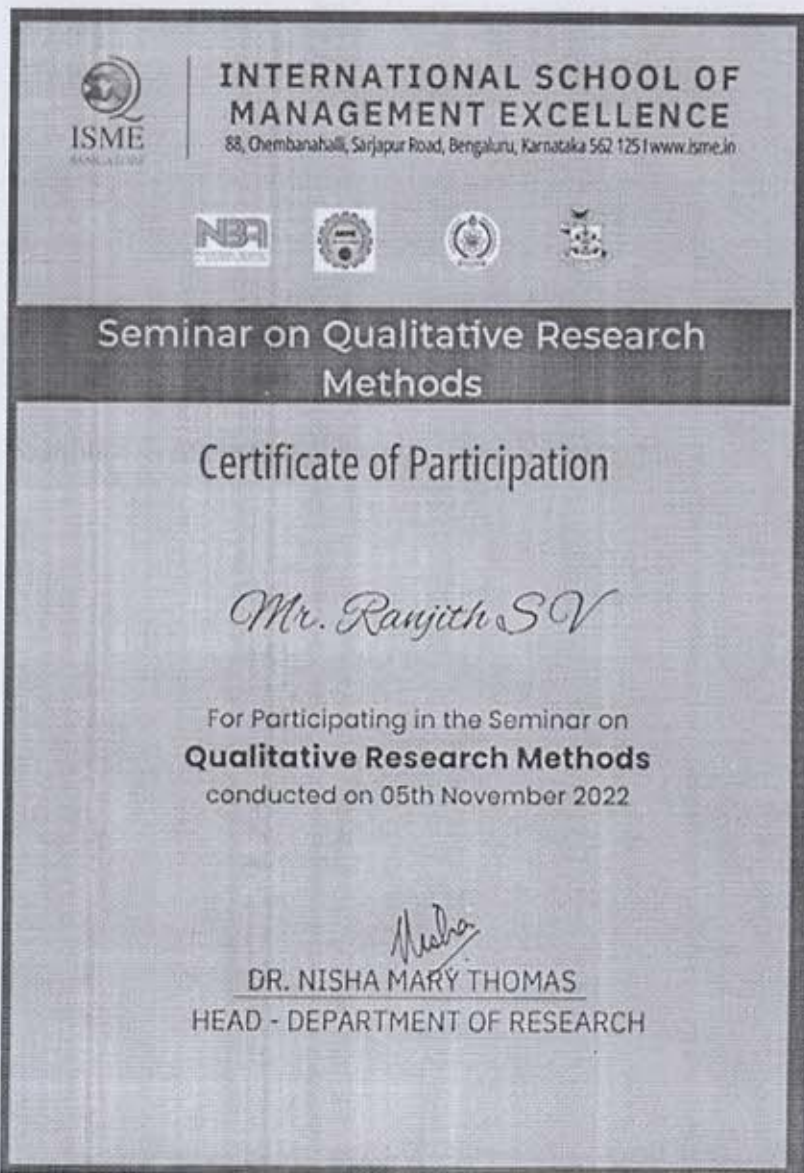 INTERNATIONAL SCHOOL OF
MANAGEMENT EXCELLENCE
88, Chembanahalli, Sarjapur Road, Bengaluru, Karnataka 562 125 I www.isme.in
ISME
BANGALORE
NBA
Seminar on Qualitative Research
Methods
Certificate of Participation
Mr. Ranjith S V
For Participating in the Seminar on
Qualitative Research Methods
conducted on 05th November 2022
Nisha
DR. NISHA MARY THOMAS
HEAD - DEPARTMENT OF RESEARCH